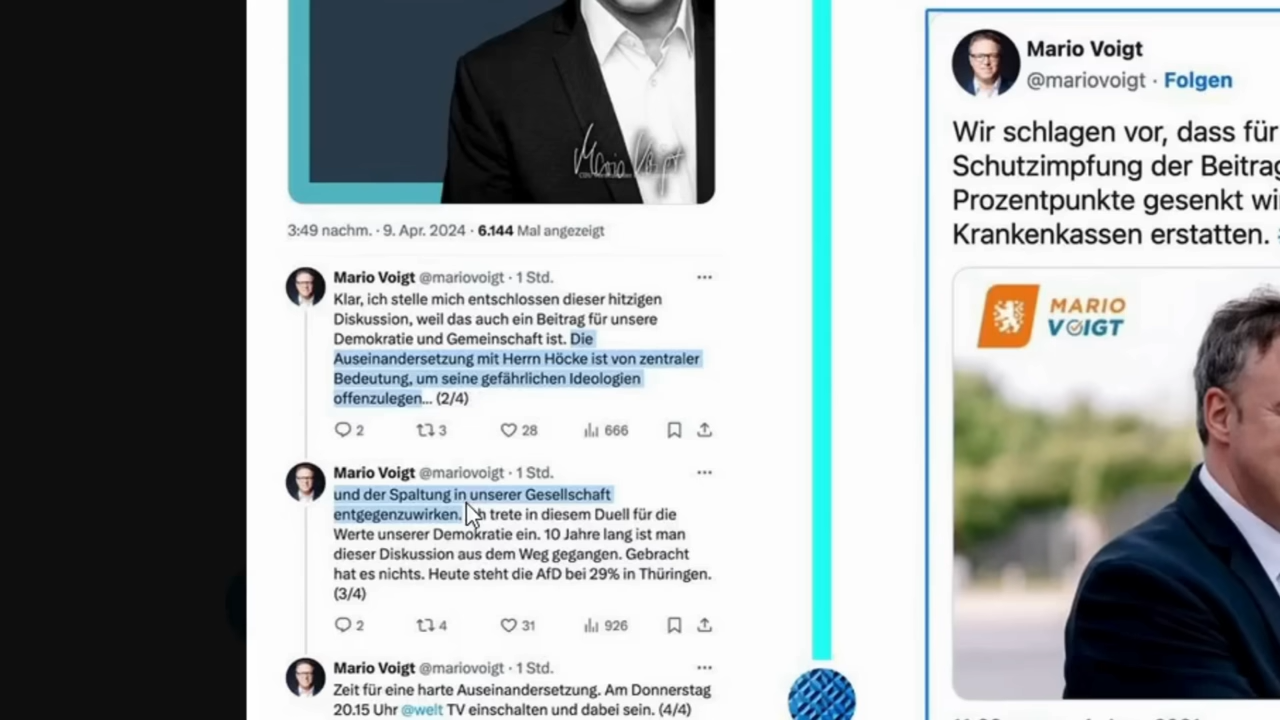 Mario Voigt
3:49 nachm. · 9. Apr. 2024 · 6.144 Mal angezeigt
Mario Voigt @mariovoigt · 1 Std.
Klar, ich stelle mich entschlossen dieser hitzigen
Diskussion, weil das auch ein Beitrag für unsere
Demokratie und Gemeinschaft ist. Die
Auseinandersetzung mit Herrn Höcke ist von zentraler
Bedeutung, um seine gefährlichen Ideologien
offenzulegen... (2/4)
2 3 28 666
Mario Voigt @mariovoigt · 1 Std.
und der Spaltung in unserer Gesellschaft
entgegenzuwirken. trete in diesem Duell für die
Werte unserer Demokratie ein. 10 Jahre lang ist man
dieser Diskussion aus dem Weg gegangen. Gebracht
hat es nichts. Heute steht die AfD bei 29% in Thüringen.
(3/4)
2 4 31 926
Mario Voigt @mariovoigt · 1 Std.
Zeit für eine harte Auseinandersetzung. Am Donnerstag
20.15 Uhr @welt TV einschalten und dabei sein. (4/4)
Mario Voigt
@mariovoigt · Folgen
Wir schlagen vor, dass für
Schutzimpfung der Beitrag
Prozentpunkte gesenkt wi
Krankenkassen erstatten.
MARIO
VOIGT